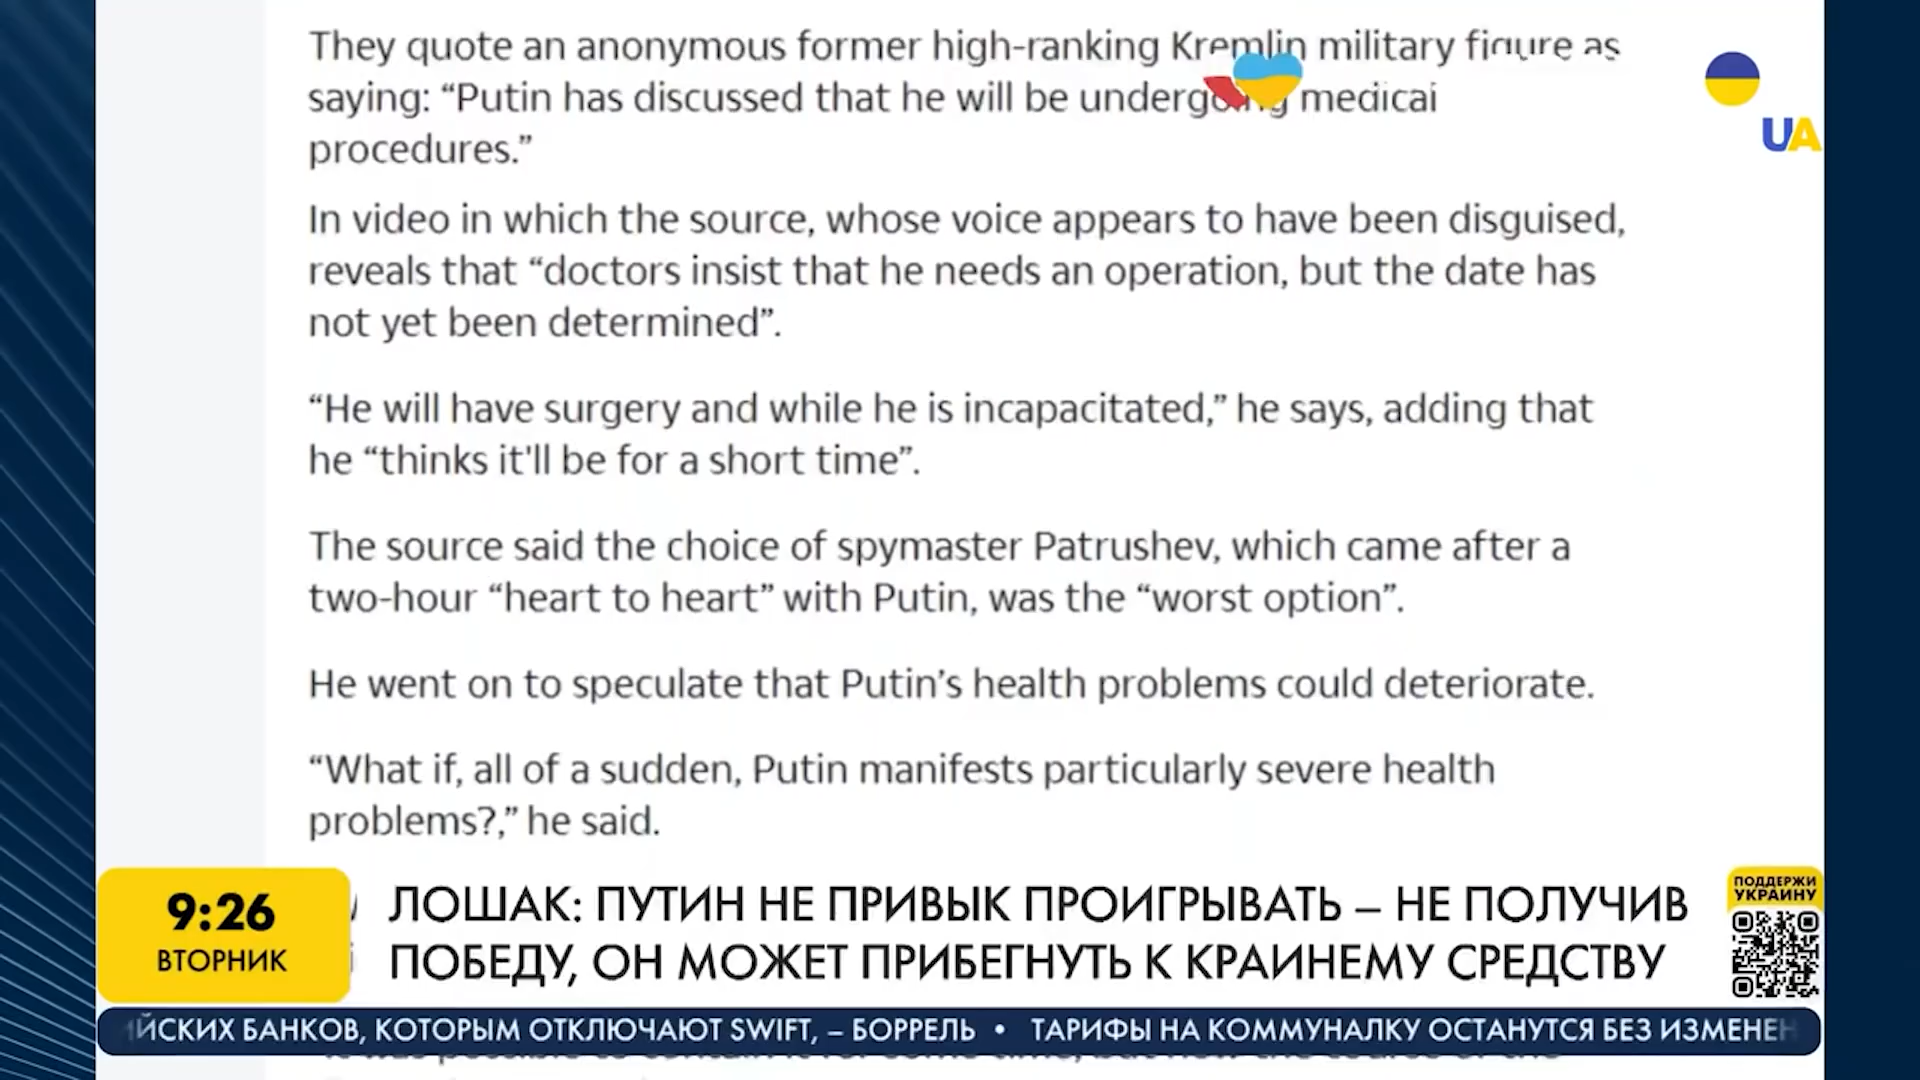 They quote an anonymous former high-ranking Kremlin military figure as
saying: “Putin has discussed that he will be undergoing medical
procedures.”
UA
In video in which the source, whose voice appears to have been disguised,
reveals that “doctors insist that he needs an operation, but the date has
not yet been determined”.
“He will have surgery and while he is incapacitated,” he says, adding that
he “thinks it'll be for a short time”.
The source said the choice of spymaster Patrushev, which came after a
two-hour “heart to heart” with Putin, was the “worst option”.
He went on to speculate that Putin’s health problems could deteriorate.
“What if, all of a sudden, Putin manifests particularly severe health
problems?,” he said.
9:26
ВТОРНИК
ЛОШАК: ПУТИН НЕ ПРИВЫК ПРОИГРЫВАТЬ – НЕ ПОЛУЧИВ
ПОБЕДУ, ОН МОЖЕТ ПРИБЕГНУТЬ К КРАИНЕМУ СРЕДСТВУ
ПОДДЕРЖИ
УКРАИНУ
ЙСКИХ БАНКОВ, КОТОРЫМ ОТКЛЮЧАЮТ SWIFT, – БОРРЕЛЬ • ТАРИФЫ НА КОММУНАЛКУ ОСТАНУТСЯ БЕЗ ИЗМЕНЕН